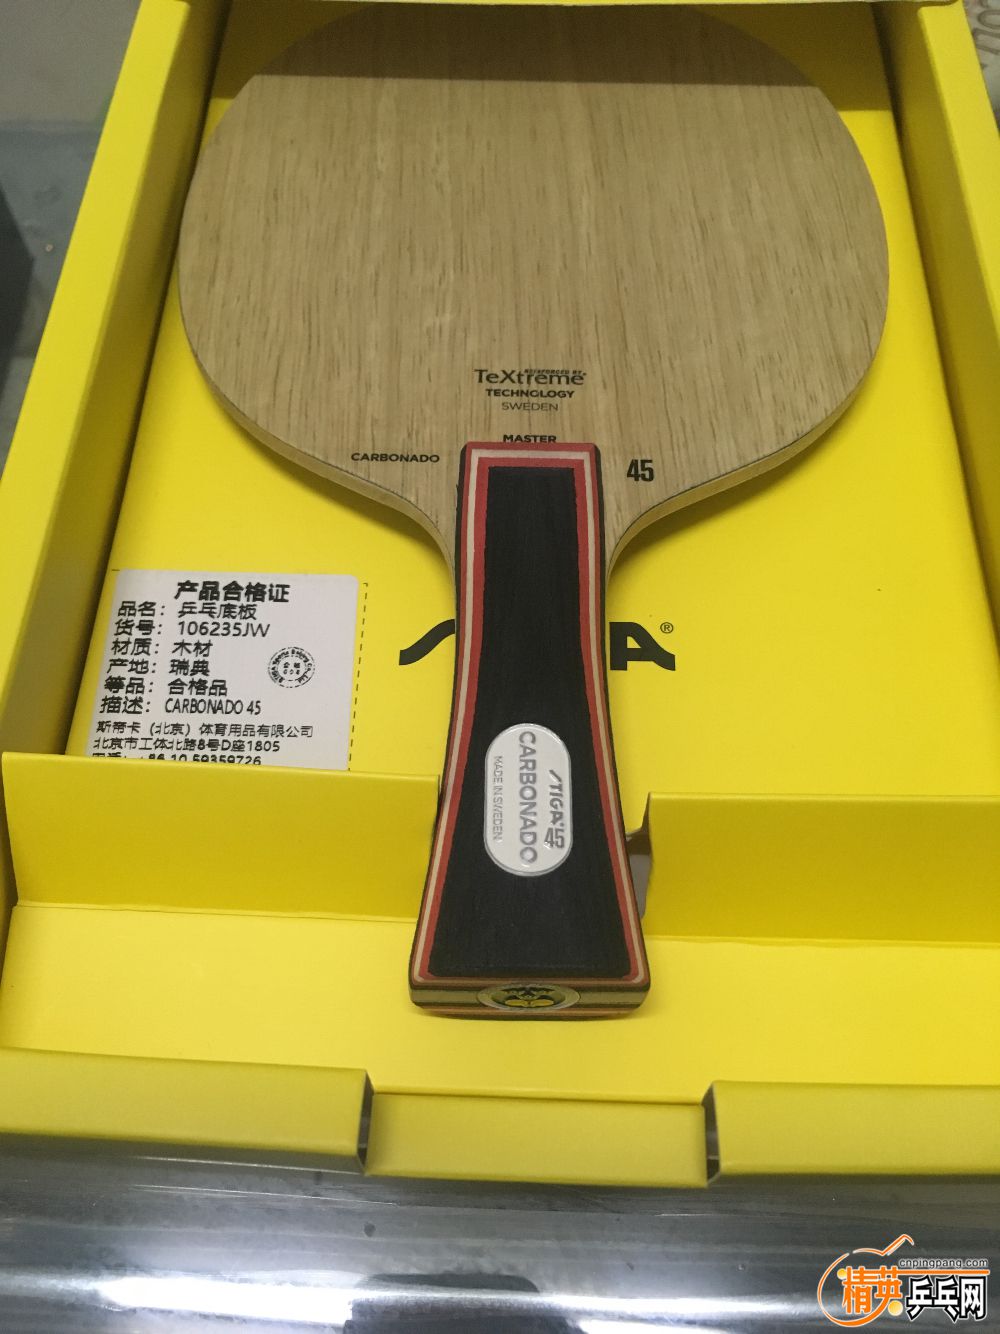 REINFORCED BY
TeXtreme
TECHNOLOGY
SWEDEN
MASTER
CARBONADO
45
产品合格证
品名：乒乓底板
货号：106235JW
材质：木材
产地：瑞典
等品：合格品
描述：CARBONADO 45
斯帝卡（北京）体育用品有限公司
北京市工体北路8号D座1805
+86 10 59359726
®
STIGA® 45
CARBONADO
MADE IN SWEDEN
cnpingpang.com
精英乒乓网